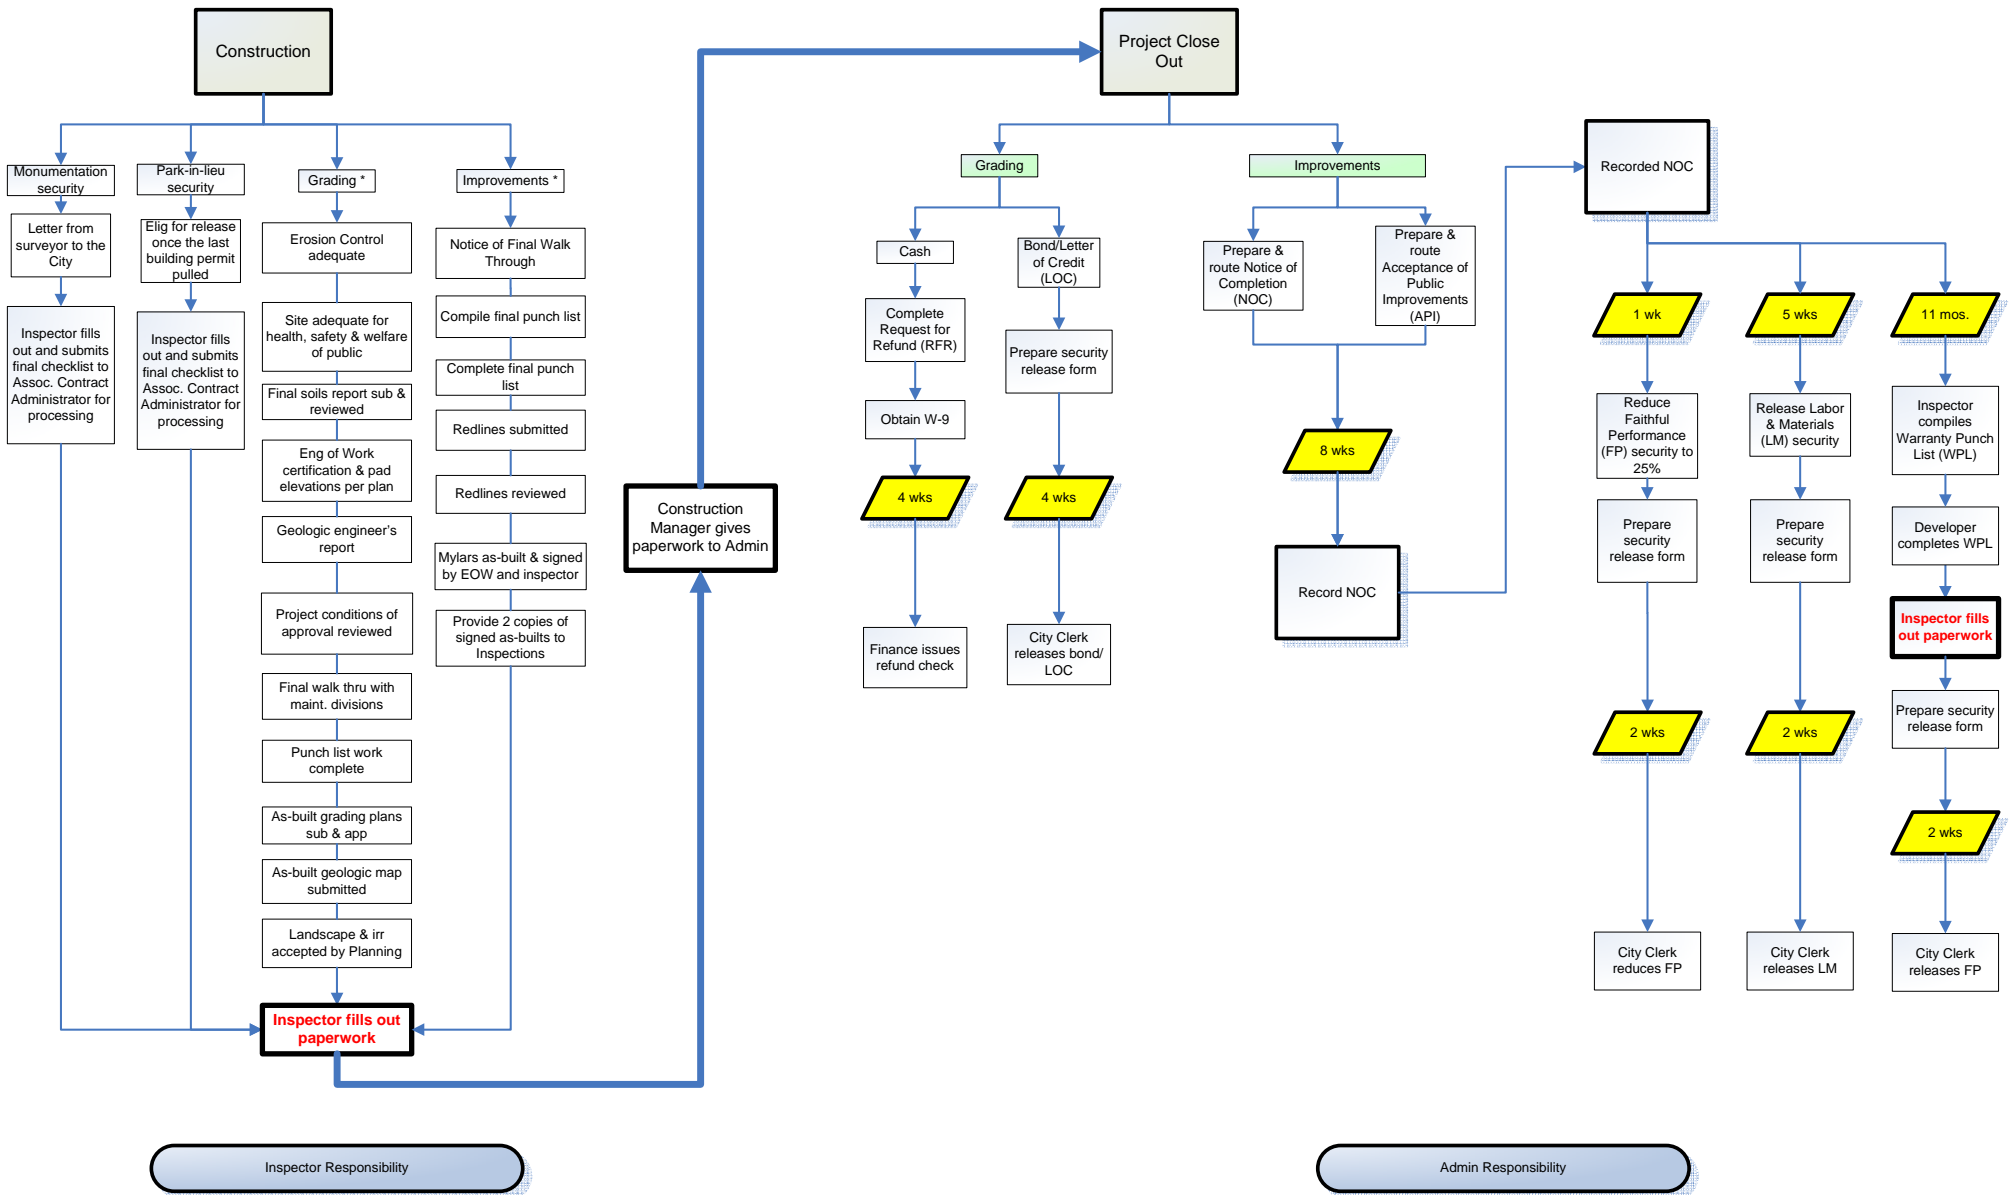 Construction
Monumentation
security
Letter from
surveyor to the
City
Inspector fills
out and submits
final checklist to
Assoc. Contract
Administrator for
processing
Park-in-lieu
security
Elig for release
once the last
building permit
pulled
Inspector fills
out and submits
final checklist to
Assoc. Contract
Administrator for
processing
Grading *
Erosion Control
adequate
Site adequate for
health, safety & welfare
of public
Final soils report sub &
reviewed
Eng of Work
certification & pad
elevations per plan
Geologic engineer's
report
Project conditions of
approval reviewed
Final walk thru with
maint. divisions
Punch list work
complete
As-built grading plans
sub & app
As-built geologic map
submitted
Landscape & irr
accepted by Planning
Improvements *
Notice of Final Walk
Through
Compile final punch list
Complete final punch
list
Redlines submitted
Redlines reviewed
Mylars as-built & signed
by EOW and inspector
Provide 2 copies of
signed as-builts to
Inspections
Inspector fills out
paperwork
Construction
Manager gives
paperwork to Admin
Project Close
Out
Grading
Cash
Complete
Request for
Refund (RFR)
Obtain W-9
4 wks
Finance issues
refund check
Bond/Letter
of Credit
(LOC)
Prepare security
release form
4 wks
City Clerk
releases bond/
LOC
Improvements
Prepare &
route Notice of
Completion
(NOC)
Prepare &
route
Acceptance of
Public
Improvements
(API)
8 wks
Record NOC
Recorded NOC
1 wk
Reduce
Faithful
Performance
(FP) security to
25%
Prepare
security
release form
2 wks
City Clerk
reduces FP
5 wks
Release Labor
& Materials
(LM) security
Prepare
security
release form
2 wks
City Clerk
releases LM
11 mos.
Inspector
compiles
Warranty Punch
List (WPL)
Developer
completes WPL
Inspector fills
out paperwork
Prepare security
release form
2 wks
City Clerk
releases FP
Inspector Responsibility
Admin Responsibility